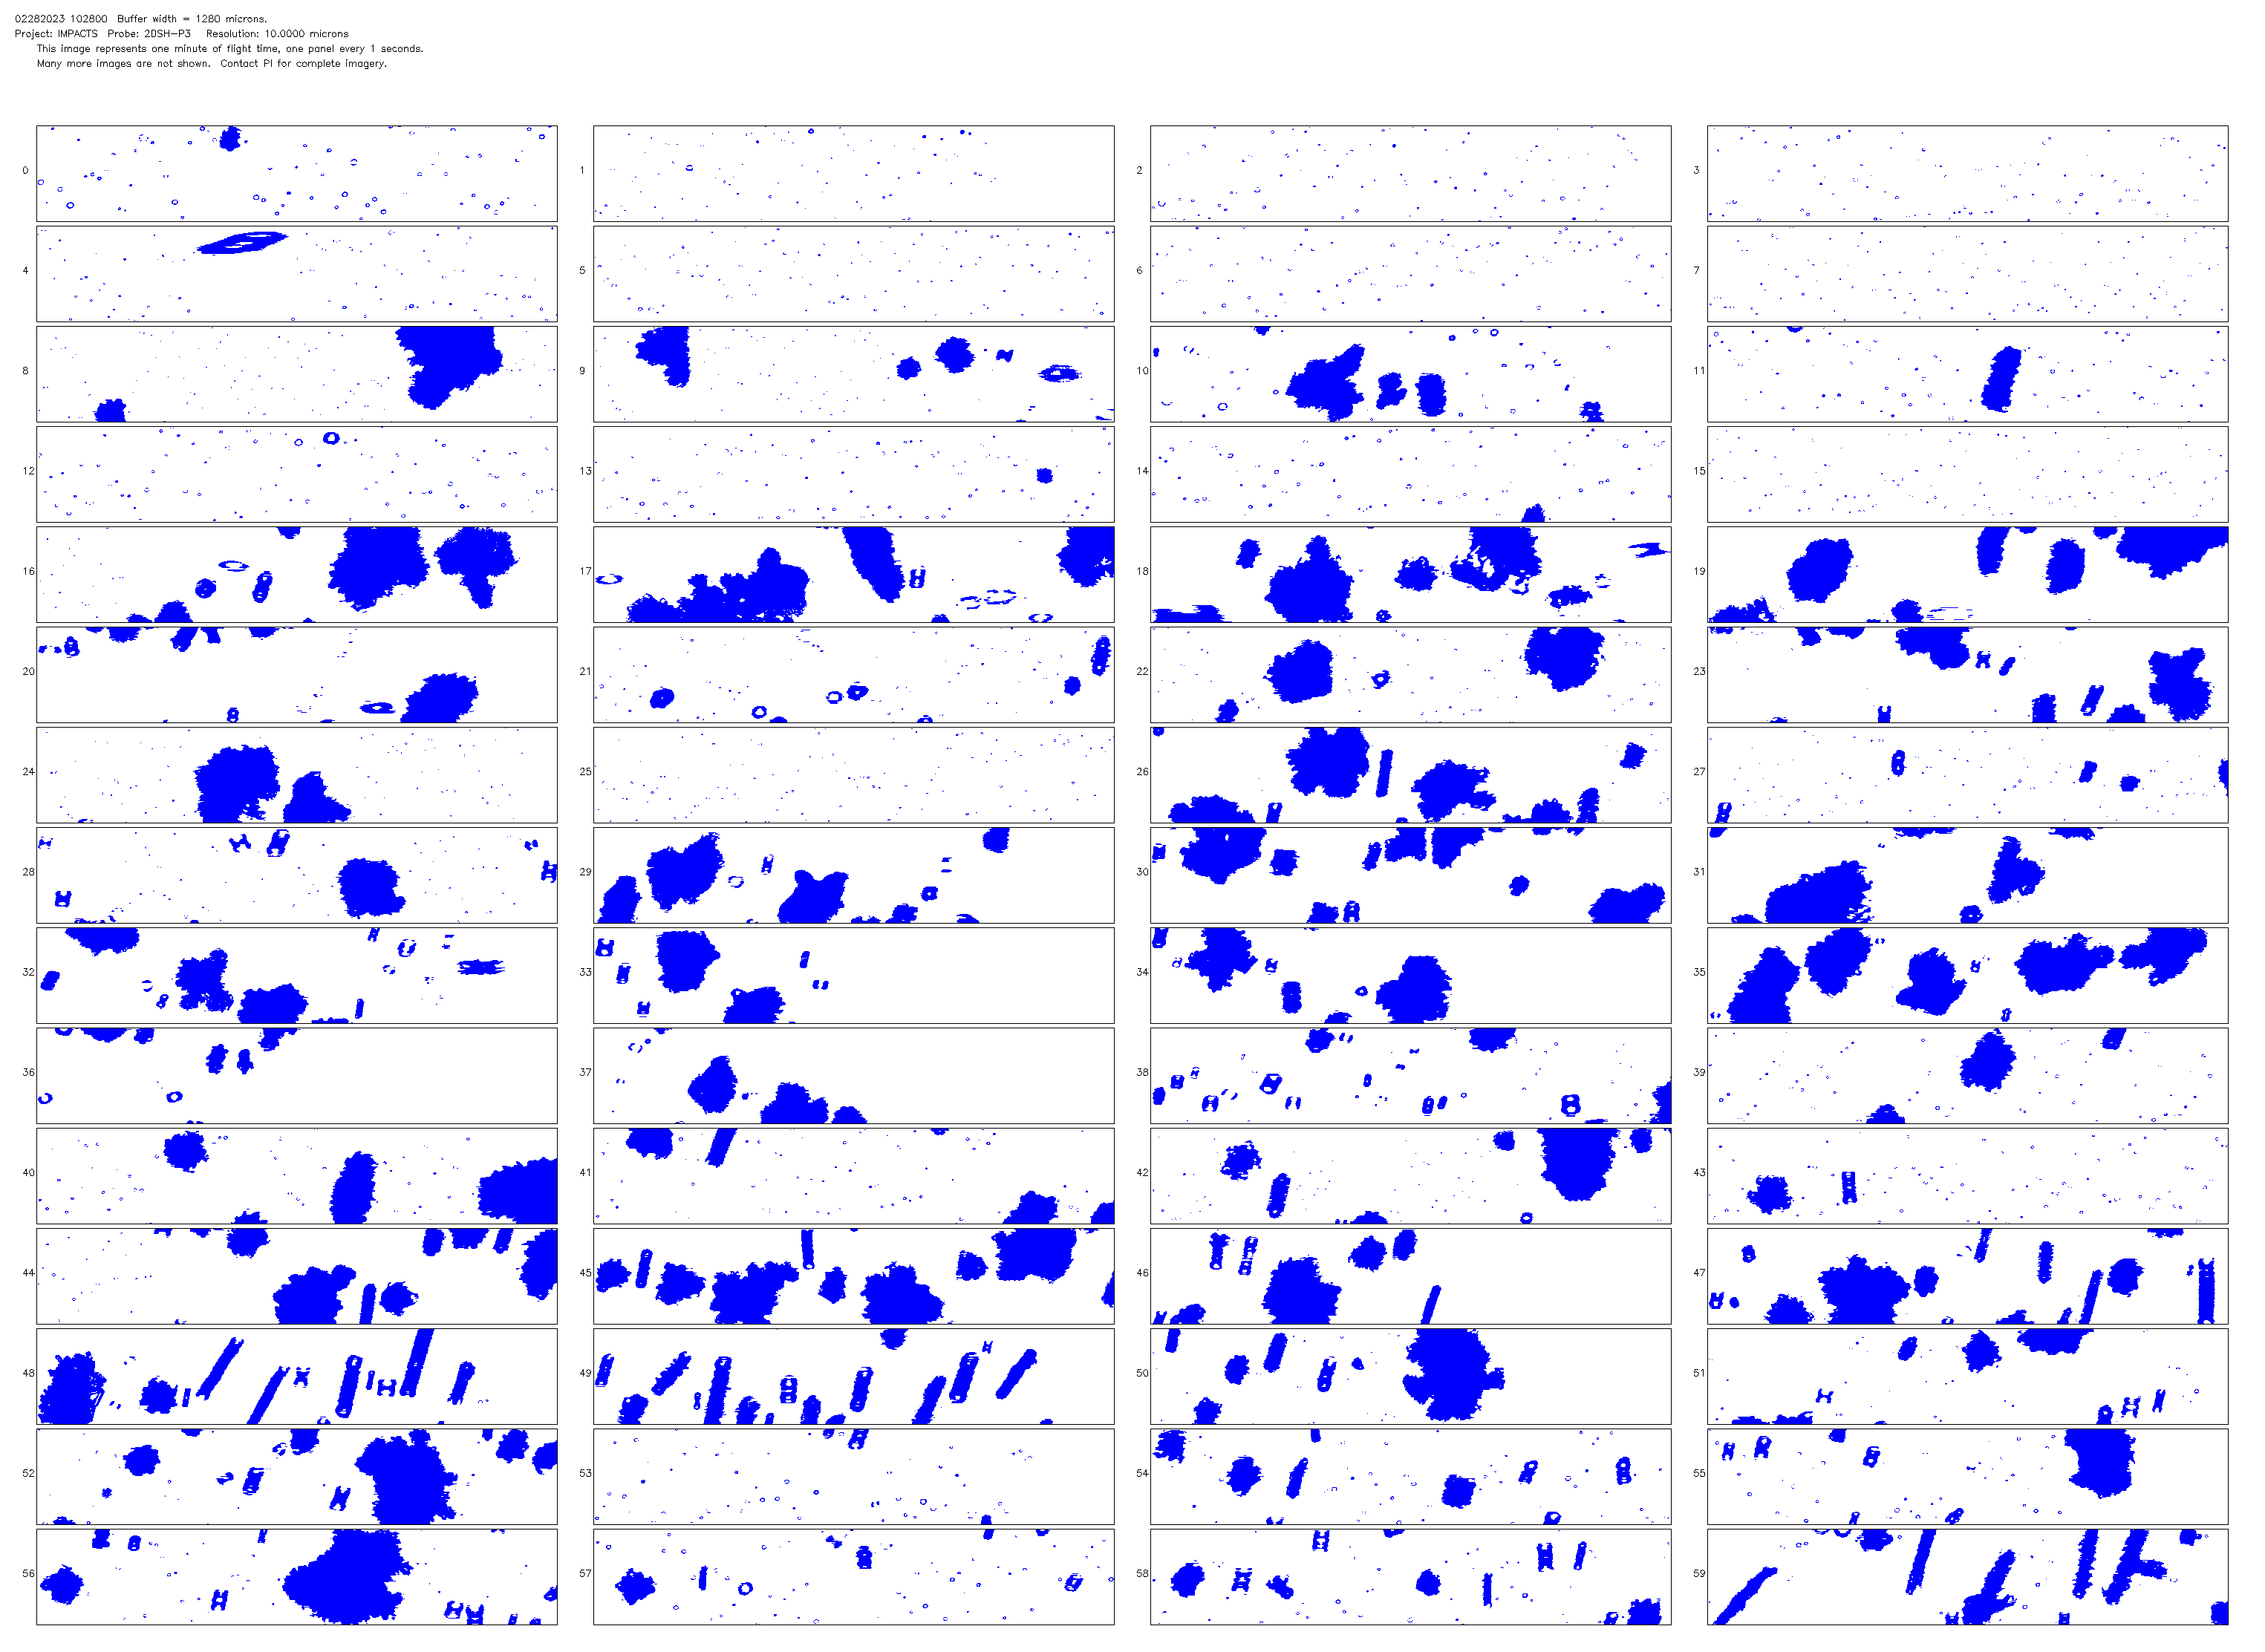 02282023 102800 Buffer width = 1280 microns.
Project: IMPACTS Probe: 2DSH-P3 Resolution: 10.0000 microns
This image represents one minute of flight time, one panel every 1 seconds.
Many more images are not shown. Contact PI for complete imagery.
0 1 2 3
4 5 6 7
8 9 10 11
12 13 14 15
16 17 18 19
20 21 22 23
24 25 26 27
28 29 30 31
32 33 34 35
36 37 38 39
40 41 42 43
44 45 46 47
48 49 50 51
52 53 54 55
56 57 58 59